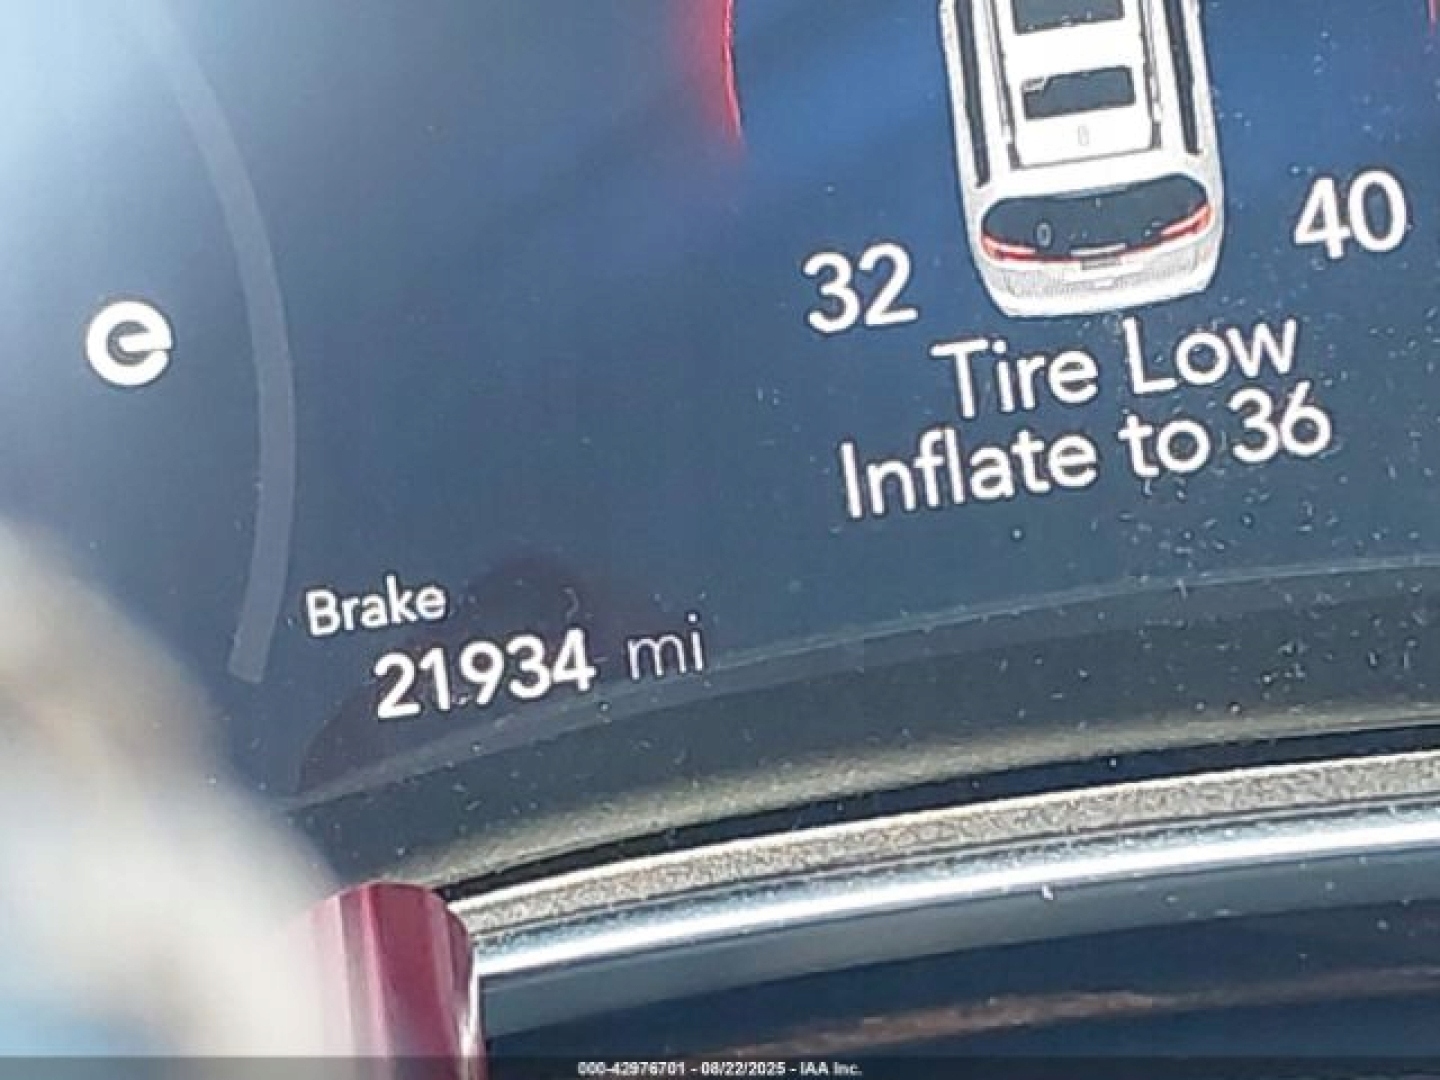 e
32
40
Tire Low
Inflate to 36
Brake
21934 mi
000-42976701 - 08/22/2025 - IAA Inc.